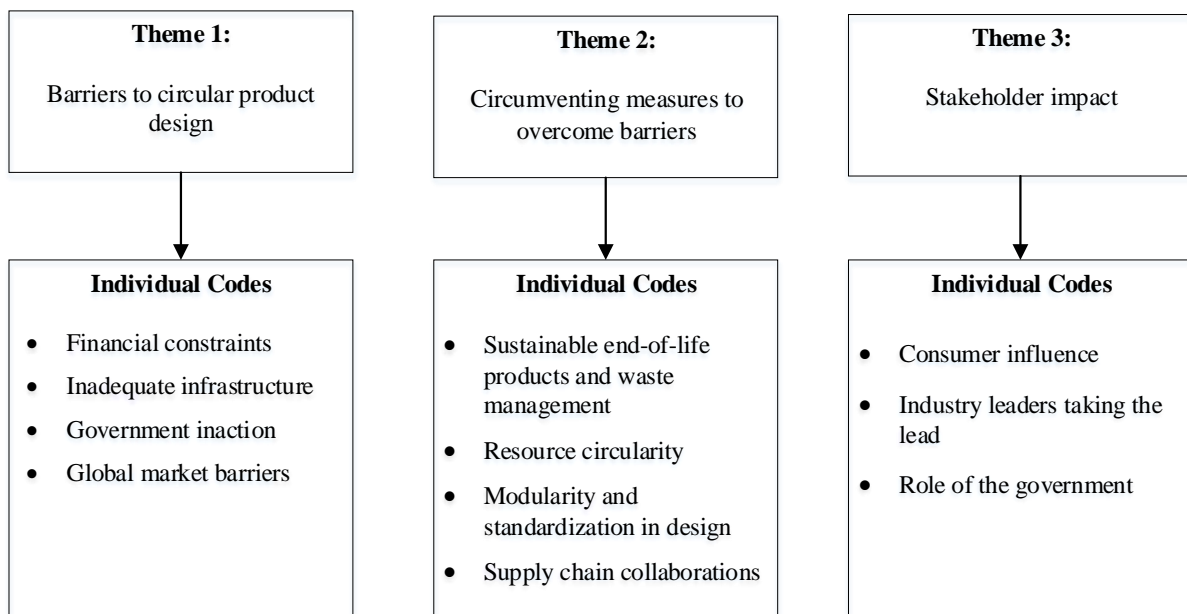 Theme 1:
Barriers to circular product
design
Individual Codes
• Financial constraints
• Inadequate infrastructure
• Government inaction
• Global market barriers
Theme 2:
Circumventing measures to
overcome barriers
Individual Codes
• Sustainable end-of-life
products and waste
management
• Resource circularity
• Modularity and
standardization in design
• Supply chain collaborations
Theme 3:
Stakeholder impact
Individual Codes
• Consumer influence
• Industry leaders taking the
lead
• Role of the government